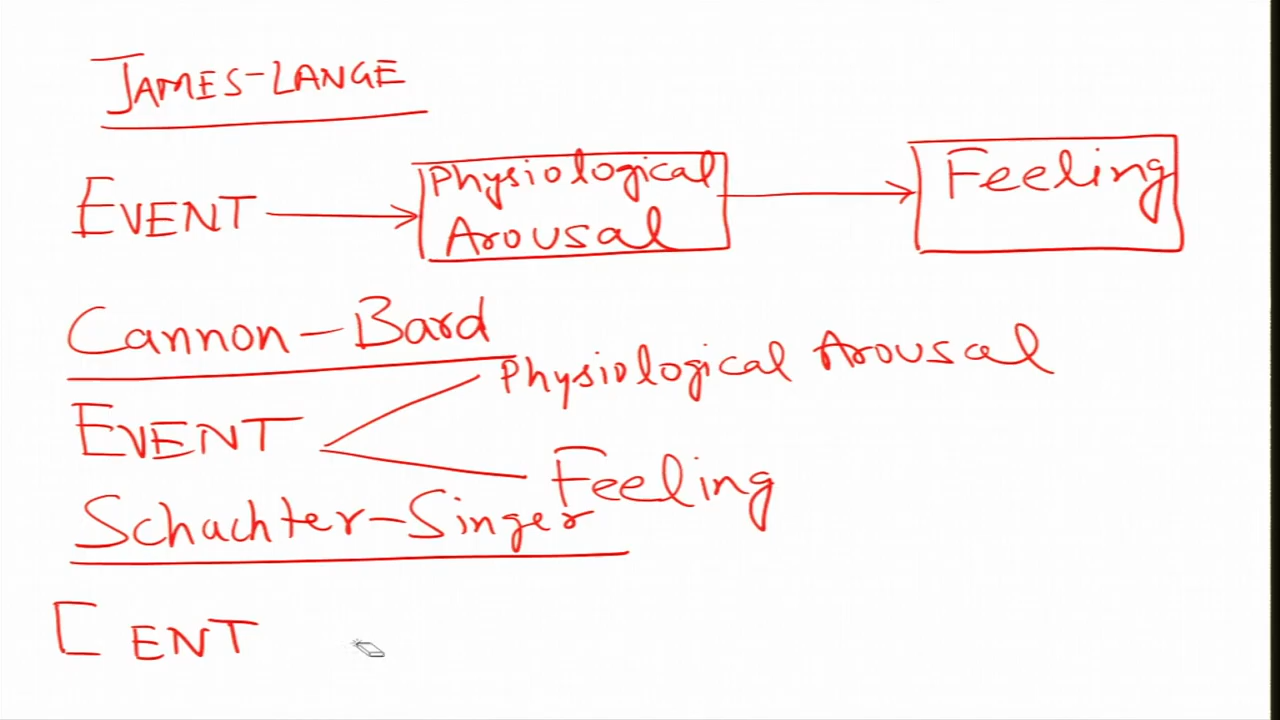 JAMES-LANGE
EVENT Physiological Arousal Feeling
Cannon-Bard
Physiological Arousal
EVENT
Feeling
Schachter-Singer
[ ENT